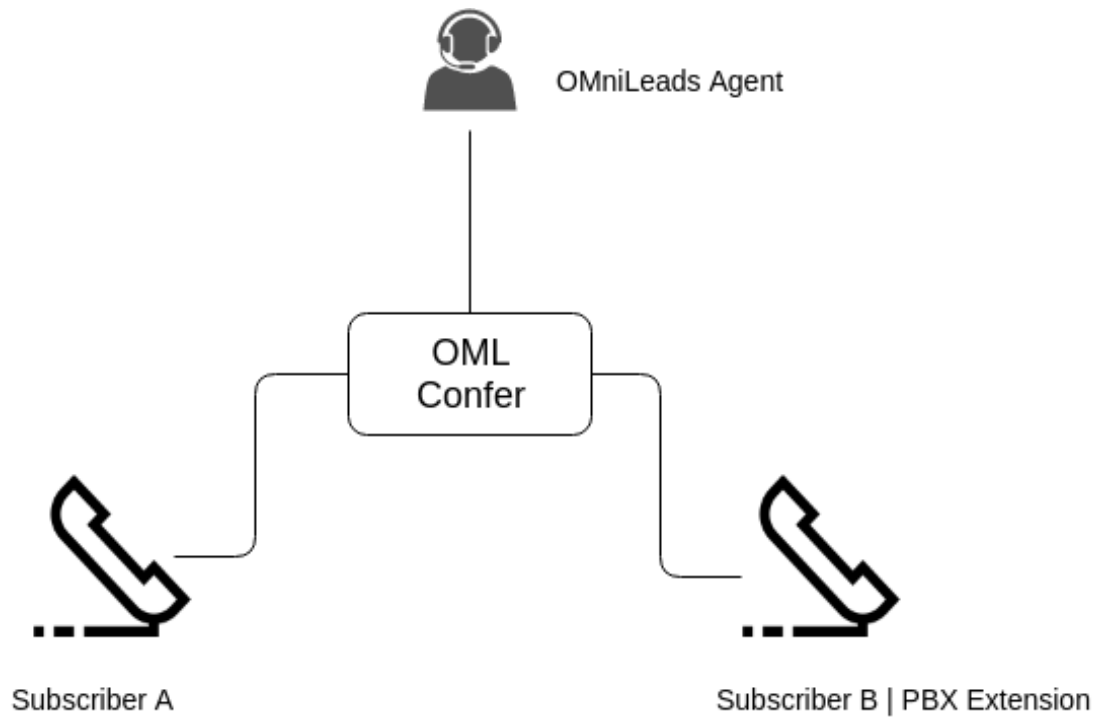 OMniLeads Agent
OML
Confer
Subscriber A
Subscriber B | PBX Extension